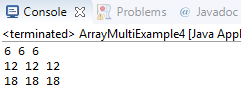 Console Problems @ Javadoc
<terminated> ArrayMultiExample4 [Java Appl
6 6 6
12 12 12
18 18 18